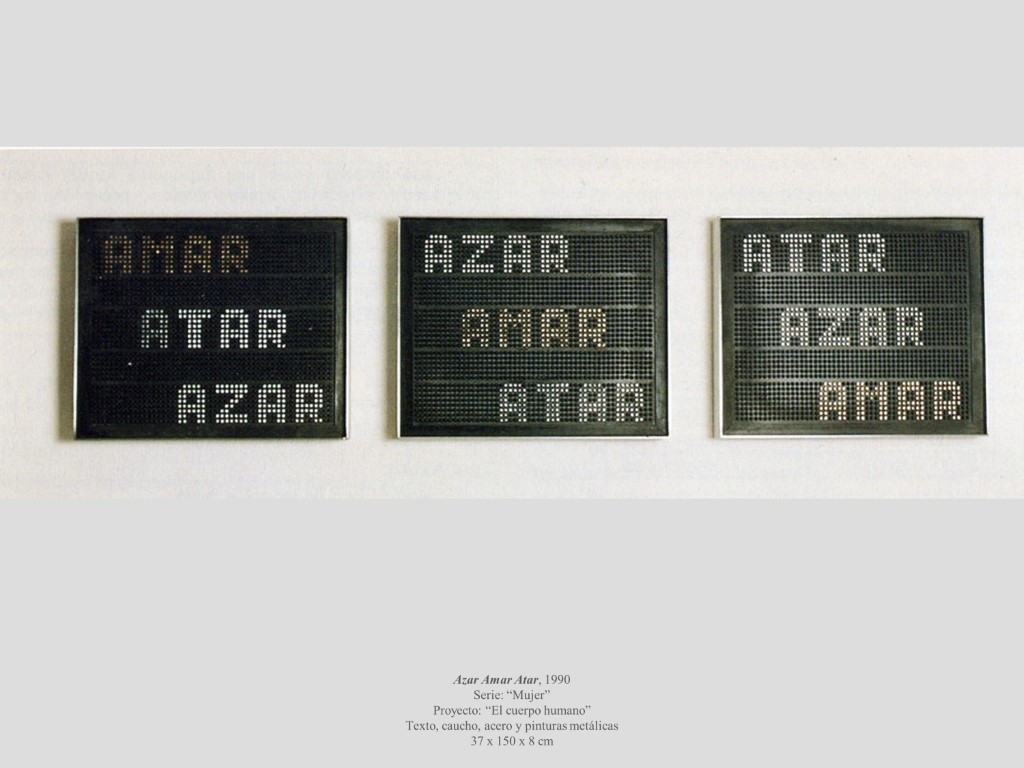 AMAR
ATAR
AZAR
AZAR
AMAR
ATAR
ATAR
AZAR
AMAR
Azar Amar Atar, 1990
Serie: “Mujer”
Proyecto: “El cuerpo humano”
Texto, caucho, acero y pinturas metálicas
37 x 150 x 8 cm